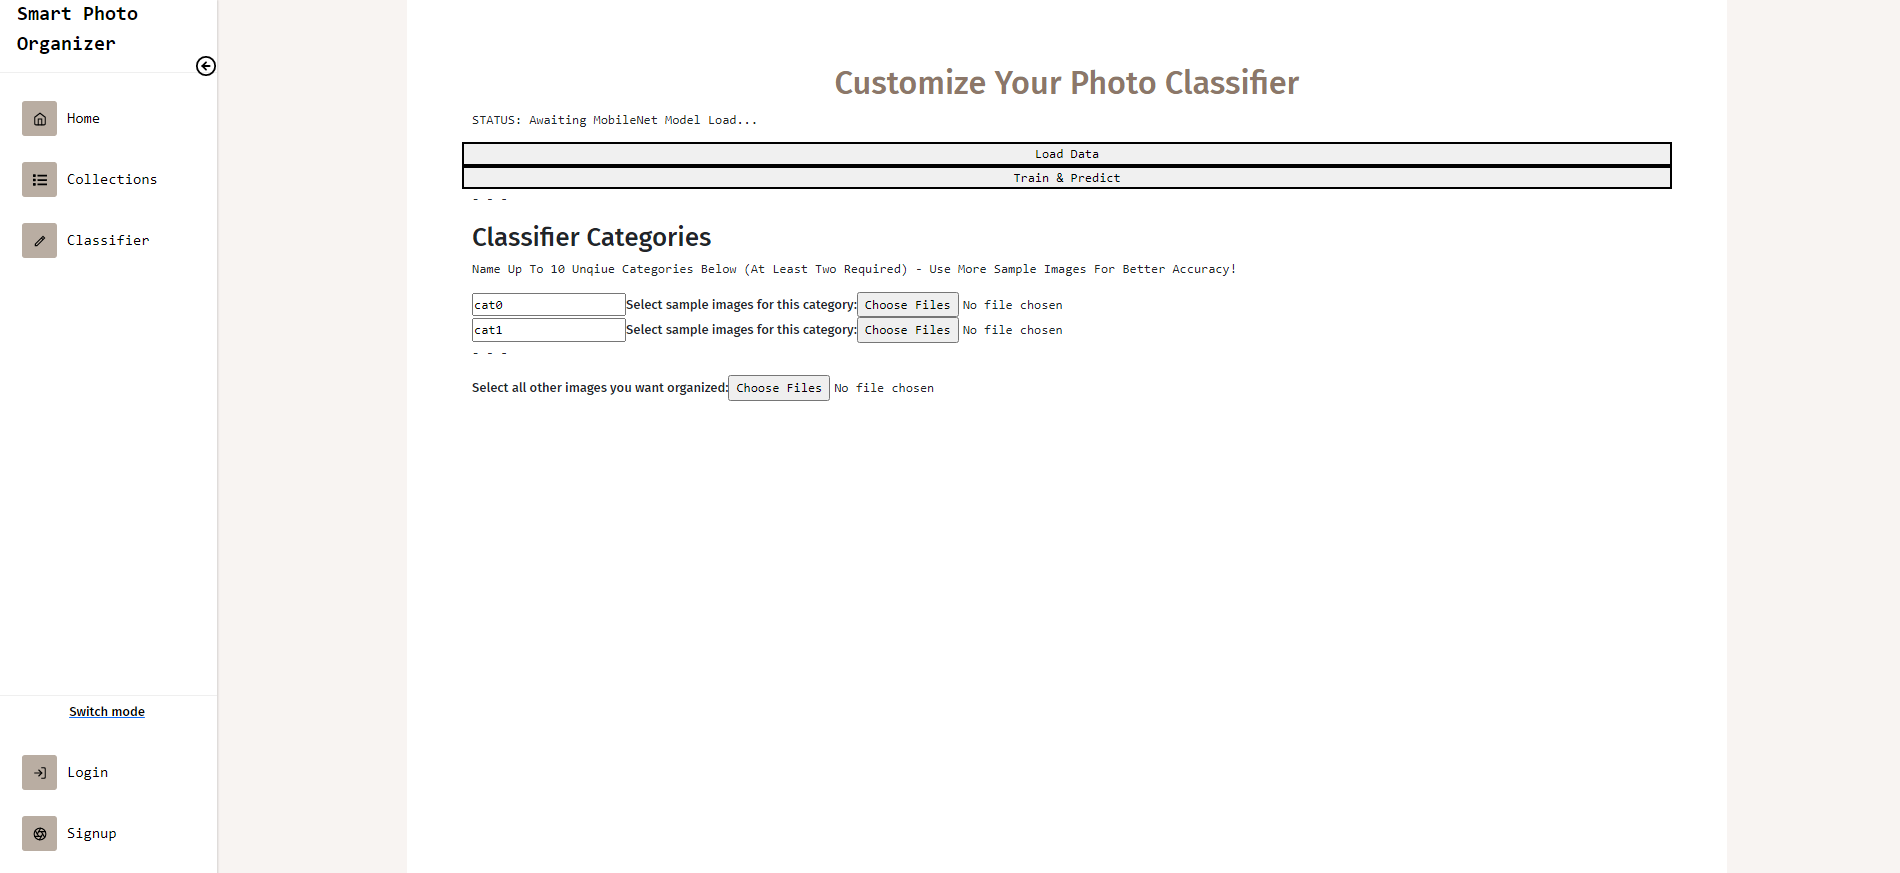 Smart Photo
Organizer
Home
Collections
Classifier
Switch mode
Login
Signup
Customize Your Photo Classifier
STATUS: Awaiting MobileNet Model Load...
Load Data
Train & Predict
- - -
Classifier Categories
Name Up To 10 Unqiue Categories Below (At Least Two Required) - Use More Sample Images For Better Accuracy!
cat0 Select sample images for this category: Choose Files No file chosen
cat1 Select sample images for this category: Choose Files No file chosen
- - -
Select all other images you want organized: Choose Files No file chosen